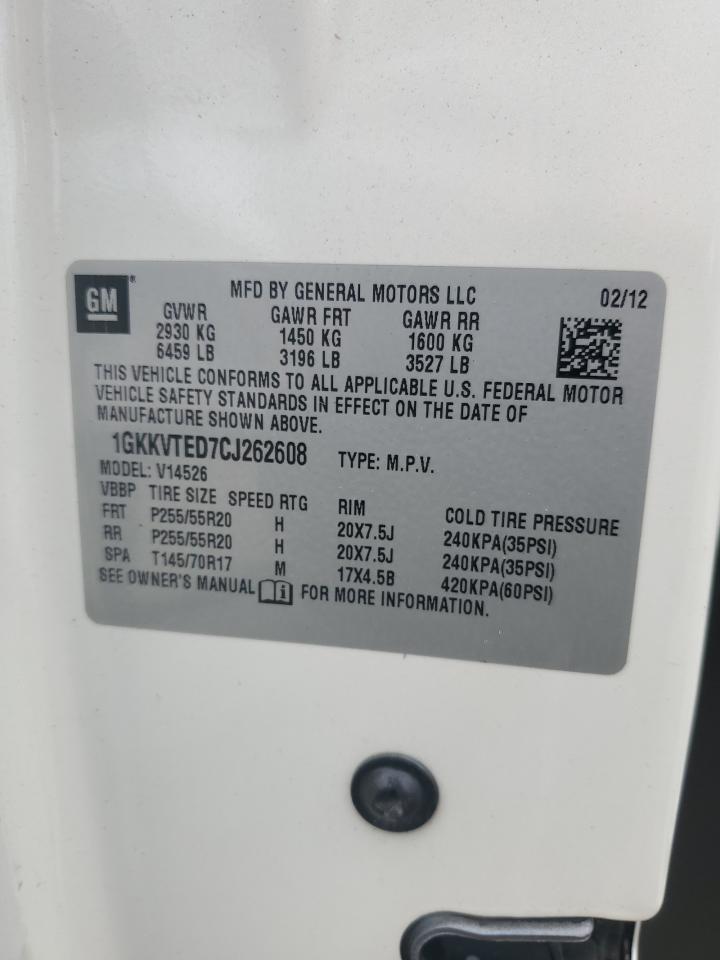 GM®
MFD BY GENERAL MOTORS LLC 02/12
GVWR GAWR FRT GAWR RR
2930 KG 1450 KG 1600 KG
6459 LB 3196 LB 3527 LB
THIS VEHICLE CONFORMS TO ALL APPLICABLE U.S. FEDERAL MOTOR
VEHICLE SAFETY STANDARDS IN EFFECT ON THE DATE OF
MANUFACTURE SHOWN ABOVE.
1GKKVTED7CJ262608 TYPE: M.P.V.
MODEL: V14526
VBBP TIRE SIZE SPEED RTG RIM COLD TIRE PRESSURE
FRT P255/55R20 H 20X7.5J 240KPA(35PSI)
RR P255/55R20 H 20X7.5J 240KPA(35PSI)
SPA T145/70R17 M 17X4.5B 420KPA(60PSI)
SEE OWNER'S MANUAL i FOR MORE INFORMATION.